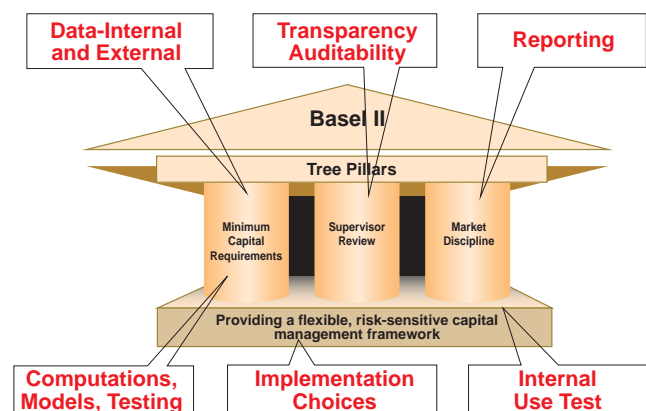 Data-Internal
and External
Transparency
Auditability
Reporting
Basel II
Tree Pillars
Minimum
Capital
Requirements
Supervisor
Review
Market
Discipline
Providing a flexible, risk-sensitive capital
management framework
Computations,
Models, Testing
Implementation
Choices
Internal
Use Test